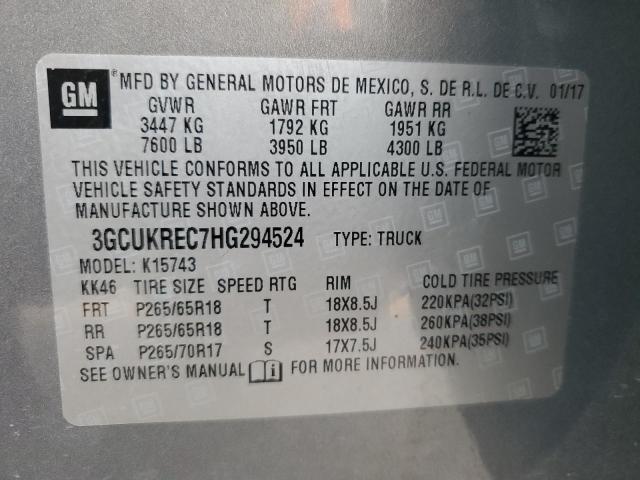 GM ® MFD BY GENERAL MOTORS DE MEXICO, S. DE R.L. DE C.V. 01/17
GVWR GAWR FRT GAWR RR
3447 KG 1792 KG 1951 KG
7600 LB 3950 LB 4300 LB
THIS VEHICLE CONFORMS TO ALL APPLICABLE U.S. FEDERAL MOTOR
VEHICLE SAFETY STANDARDS IN EFFECT ON THE DATE OF
MANUFACTURE SHOWN ABOVE.
3GCUKREC7HG294524 TYPE: TRUCK
MODEL: K15743
KK46 TIRE SIZE SPEED RTG RIM COLD TIRE PRESSURE
FRT P265/65R18 T 18X8.5J 220KPA(32PSI)
RR P265/65R18 T 18X8.5J 260KPA(38PSI)
SPA P265/70R17 S 17X7.5J 240KPA(35PSI)
SEE OWNER'S MANUAL i FOR MORE INFORMATION.